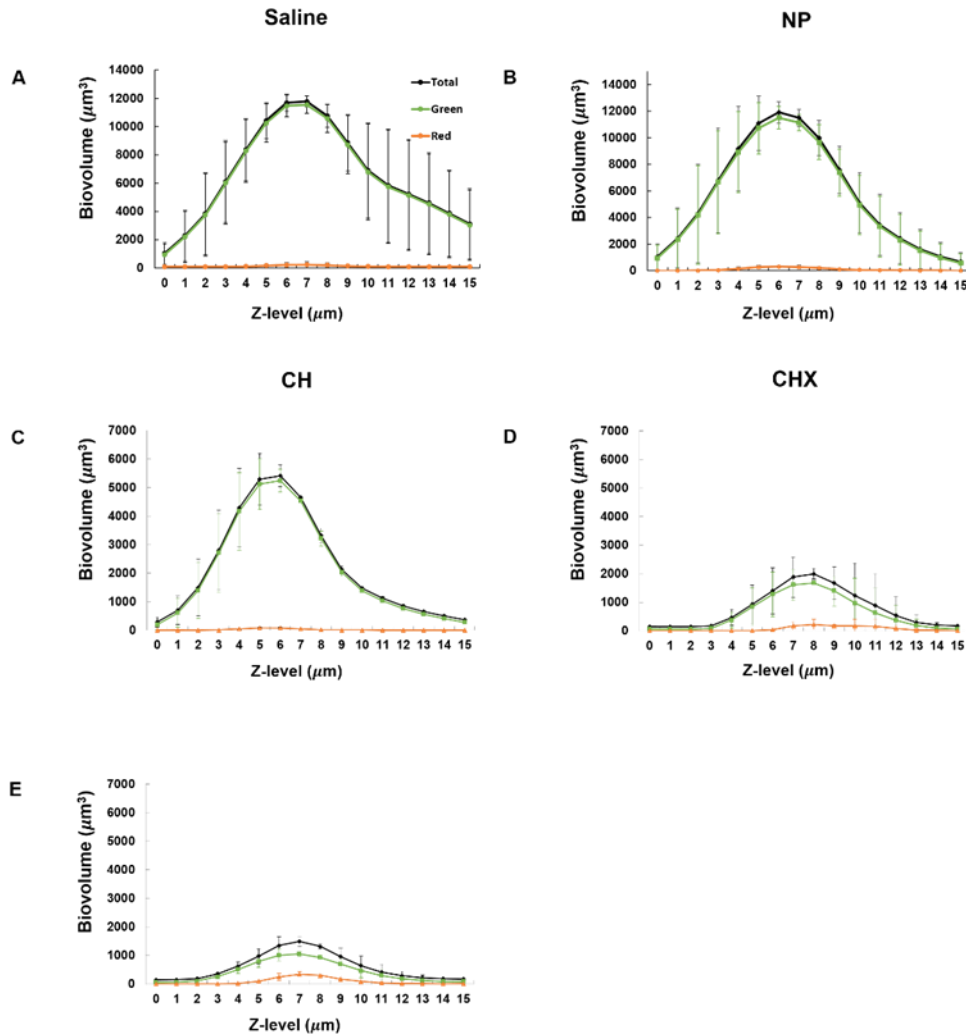 Saline
NP
A
Biovolume (μm³)
14000
12000
10000
8000
6000
4000
2000
0
Total
Green
Red
0 1 2 3 4 5 6 7 8 9 10 11 12 13 14 15
Z-level (μm)
B
Biovolume (μm³)
14000
12000
10000
8000
6000
4000
2000
0
0 1 2 3 4 5 6 7 8 9 10 11 12 13 14 15
Z-level (μm)
CH
CHX
C
Biovolume (μm³)
7000
6000
5000
4000
3000
2000
1000
0
0 1 2 3 4 5 6 7 8 9 10 11 12 13 14 15
Z-level (μm)
D
Biovolume (μm³)
7000
6000
5000
4000
3000
2000
1000
0
0 1 2 3 4 5 6 7 8 9 10 11 12 13 14 15
Z-level (μm)
E
Biovolume (μm³)
7000
6000
5000
4000
3000
2000
1000
0
0 1 2 3 4 5 6 7 8 9 10 11 12 13 14 15
Z-level (μm)